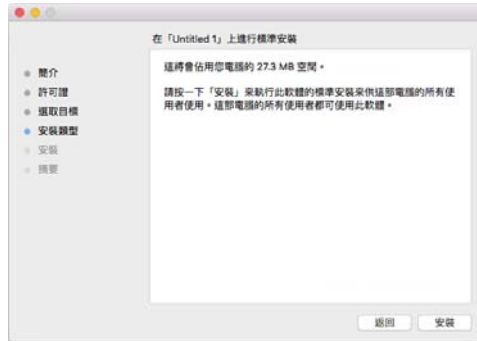 在「Untitled 1」上進行標準安裝
簡介
許可證
選取目標
安裝類型
安裝
摘要
這將會佔用您電腦的 27.3 MB 空間。
請按一下「安裝」來執行此軟體的標準安裝來供這部電腦的所有使
用者使用。這部電腦的所有使用者都可使用此軟體。
返回
安裝